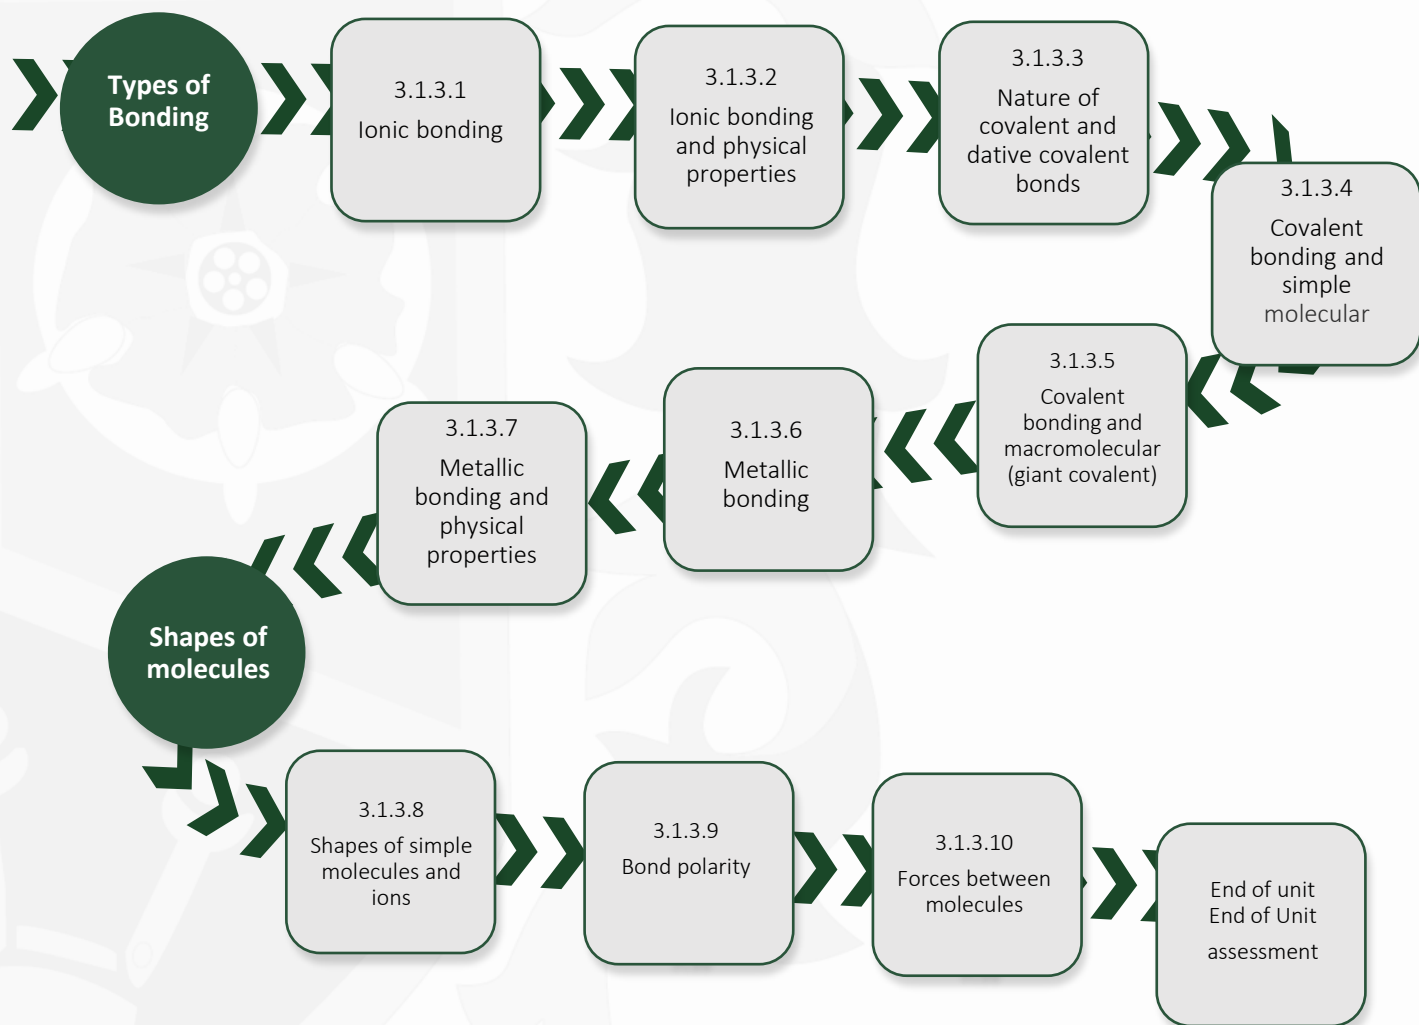 Types of
Bonding
3.1.3.1
Ionic bonding
3.1.3.2
Ionic bonding
and physical
properties
3.1.3.3
Nature of
covalent and
dative covalent
bonds
3.1.3.4
Covalent
bonding and
simple
molecular
3.1.3.5
Covalent
bonding and
macromolecular
(giant covalent)
3.1.3.6
Metallic
bonding
3.1.3.7
Metallic
bonding and
physical
properties
Shapes of
molecules
3.1.3.8
Shapes of simple
molecules and
ions
3.1.3.9
Bond polarity
3.1.3.10
Forces between
molecules
End of unit
End of Unit
assessment